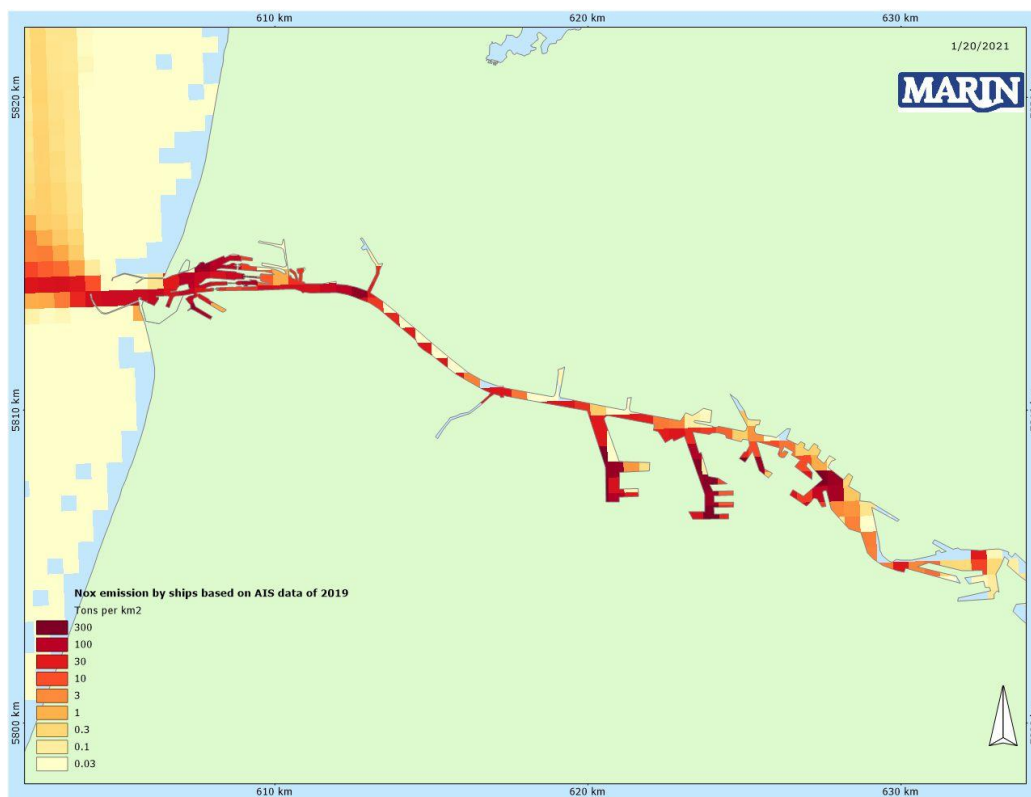 610 km
620 km
630 km
1/20/2021
MARIN
5820 km
5810 km
5800 km
Nox emission by ships based on AIS data of 2019
Tons per km2
300
100
30
10
3
1
0.3
0.1
0.03
610 km
620 km
630 km